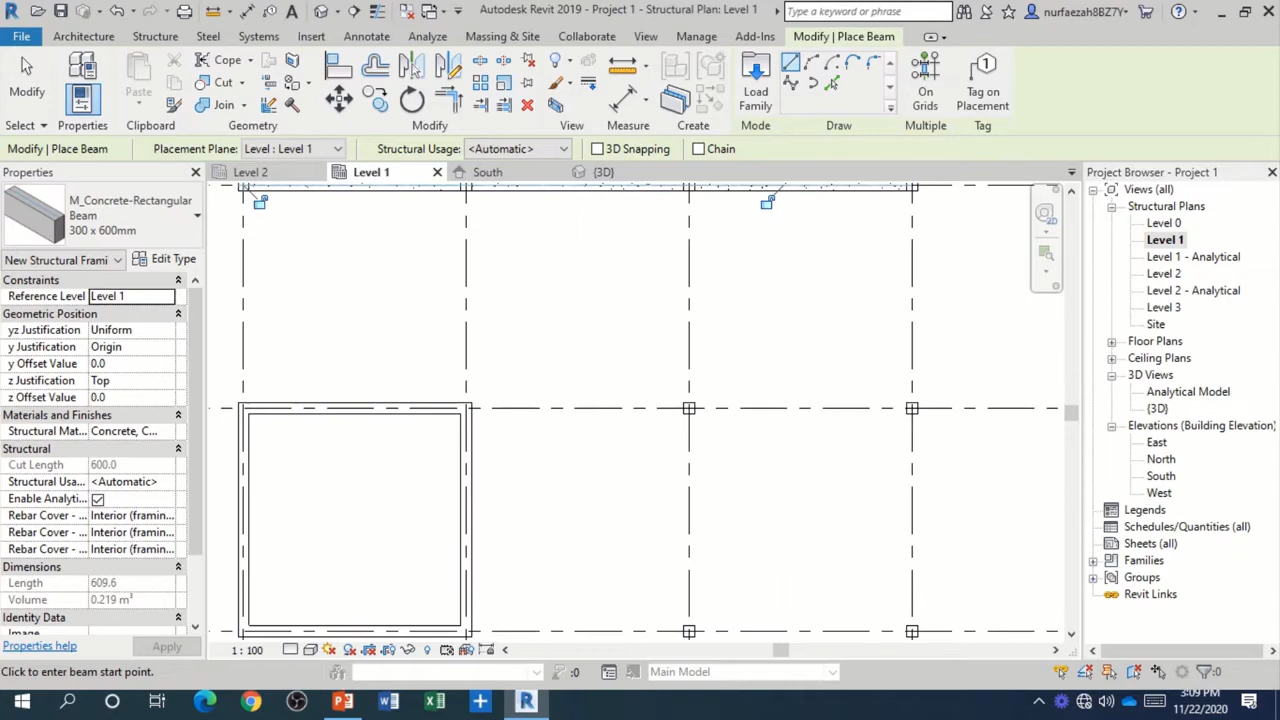 Autodesk Revit 2019 - Project 1 - Structural Plan: Level 1
Type a keyword or phrase
nurfaezah8BZ7Y
File Architecture Structure Steel Systems Insert Annotate Analyze Massing & Site Collaborate View Manage Add-Ins Modify | Place Beam
Modify
Paste
Cope
Cut
Join
Load
Family
On
Grids
1
Tag on
Placement
Select Properties Clipboard Geometry Modify View Measure Create Mode Draw Multiple Tag
Modify | Place Beam Placement Plane: Level : Level 1 Structural Usage: <Automatic> 3D Snapping Chain
Properties
Level 2 Level 1 South {3D}
Project Browser - Project 1
M_Concrete-Rectangular
Beam
300 x 600mm
New Structural Frami Edit Type
Constraints
Reference Level Level 1
Geometric Position
yz Justification Uniform
y Justification Origin
y Offset Value 0.0
z Justification Top
z Offset Value 0.0
Materials and Finishes
Structural Mat... Concrete, C...
Structural
Cut Length 600.0
Structural Usa... <Automatic>
Enable Analyti...
Rebar Cover - ... Interior (framin...
Rebar Cover - ... Interior (framin...
Rebar Cover - ... Interior (framin...
Dimensions
Length 609.6
Volume 0.219 m³
Identity Data
Image
Properties help Apply
2D
Views (all)
Structural Plans
Level 0
Level 1
Level 1 - Analytical
Level 2
Level 2 - Analytical
Level 3
Site
Floor Plans
Ceiling Plans
3D Views
Analytical Model
{3D}
Elevations (Building Elevation)
East
North
South
West
Legends
Schedules/Quantities (all)
Sheets (all)
Families
Groups
Revit Links
1 : 100
Click to enter beam start point.
:0
Main Model
:0
3:09 PM
11/22/2020